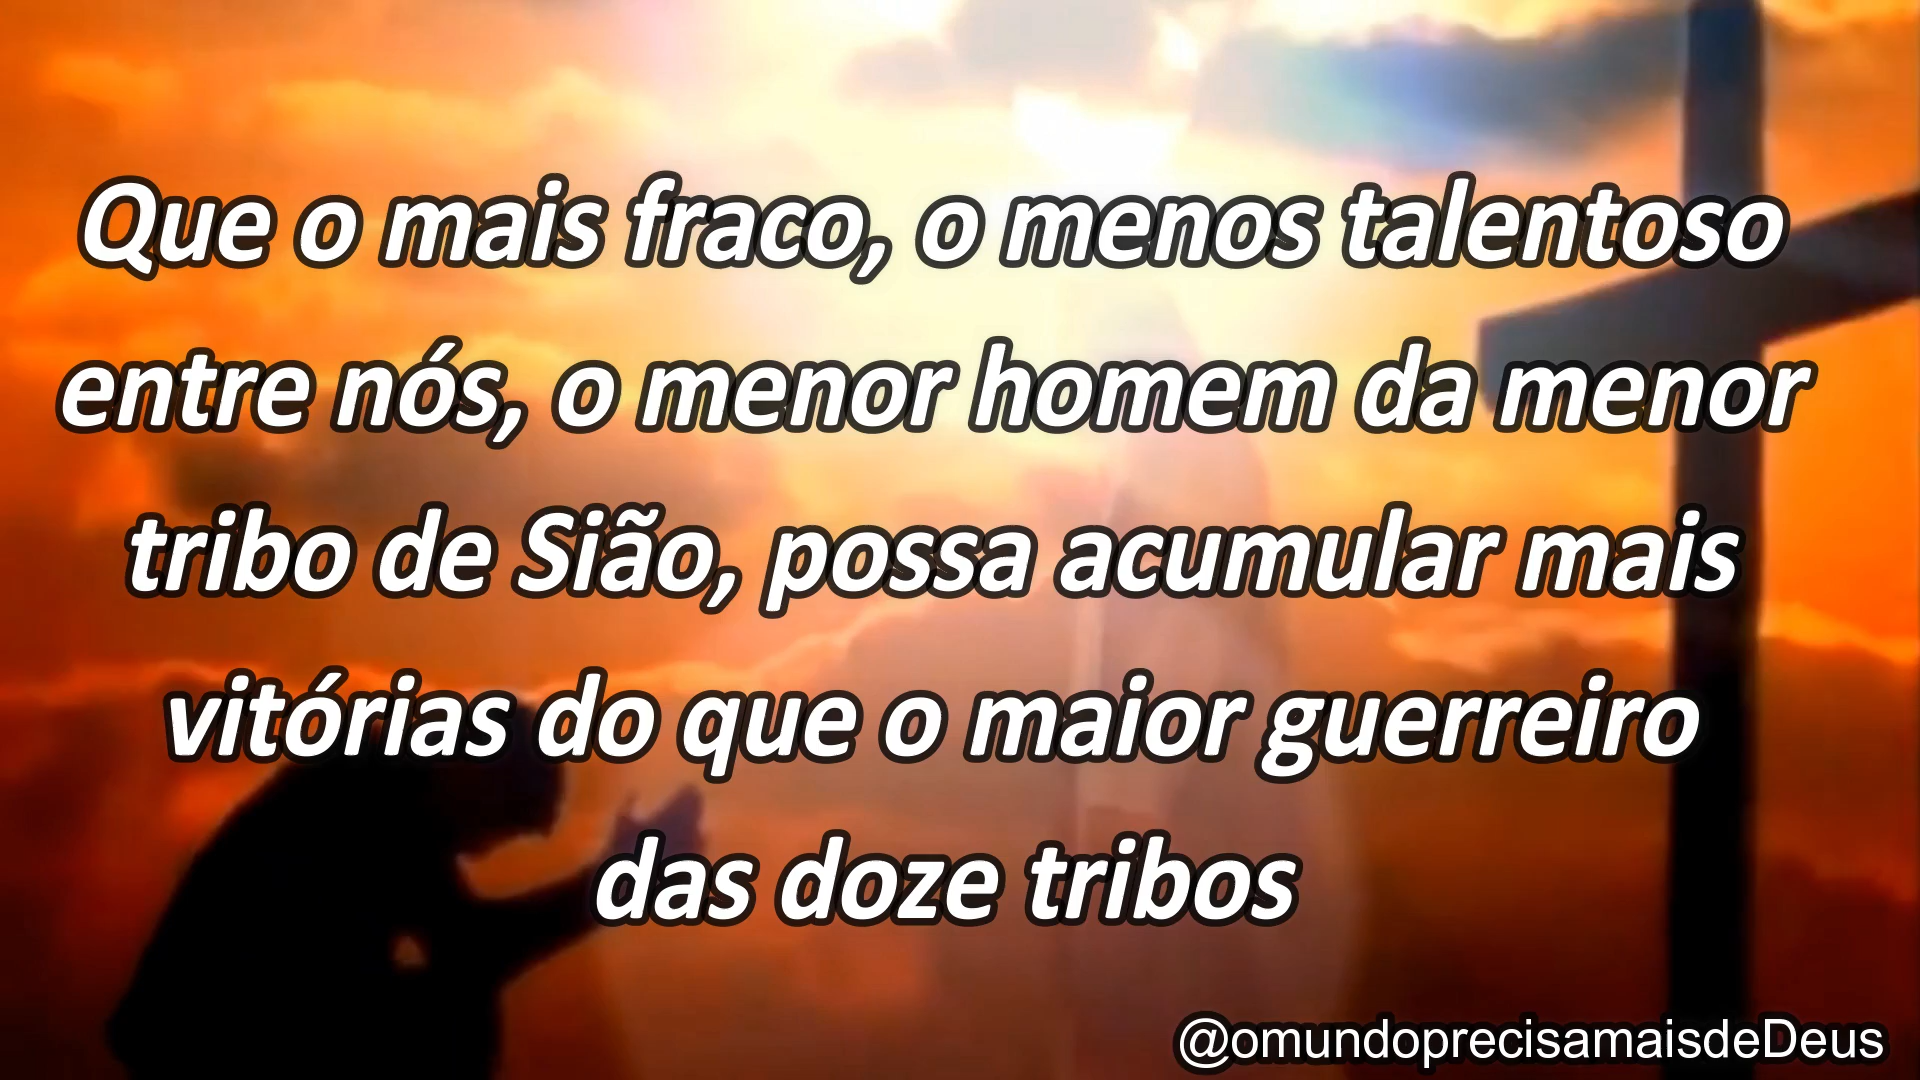 Que o mais fraco, o menos talentoso
entre nós, o menor homem da menor
tribo de Sião, possa acumular mais
vitórias do que o maior guerreiro
das doze tribos
@omundoprecisamaisdeDeus